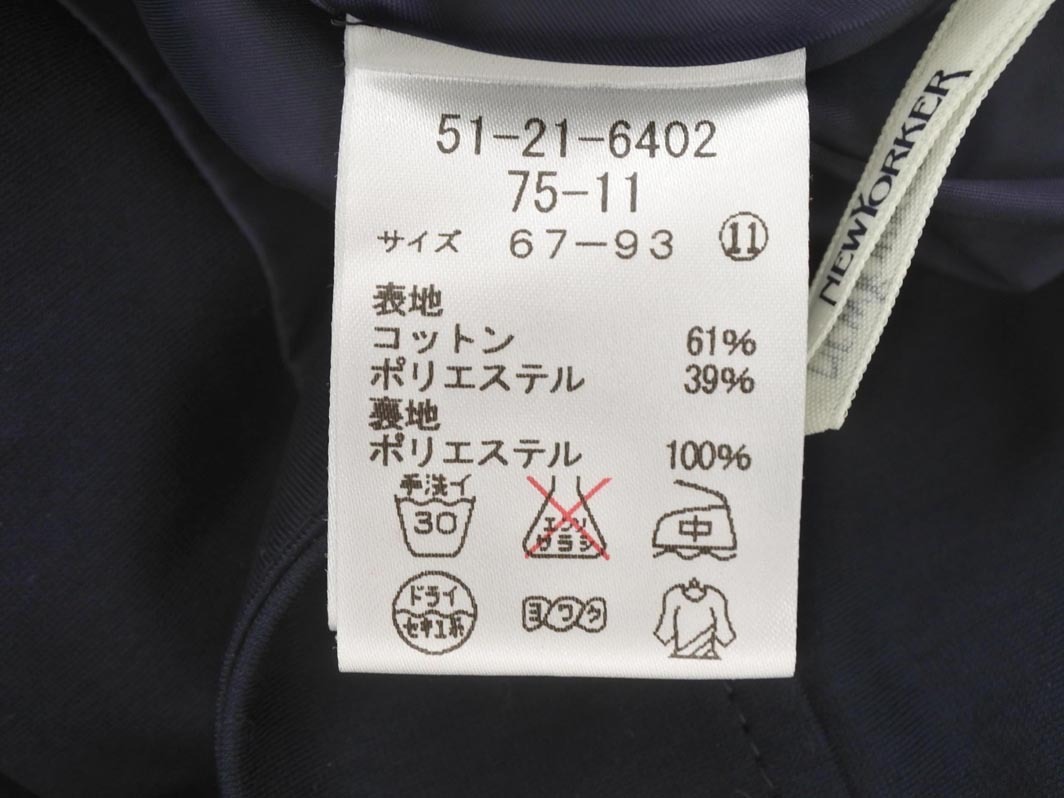 51-21-6402
75-11
サイズ 67-93 ⑪
表地
コットン 61%
ポリエステル 39%
裏地
ポリエステル 100%
手洗イ
30
エンソ
サラシ
中
ドライ
セキユ系
ヨワク
NEWYORKER